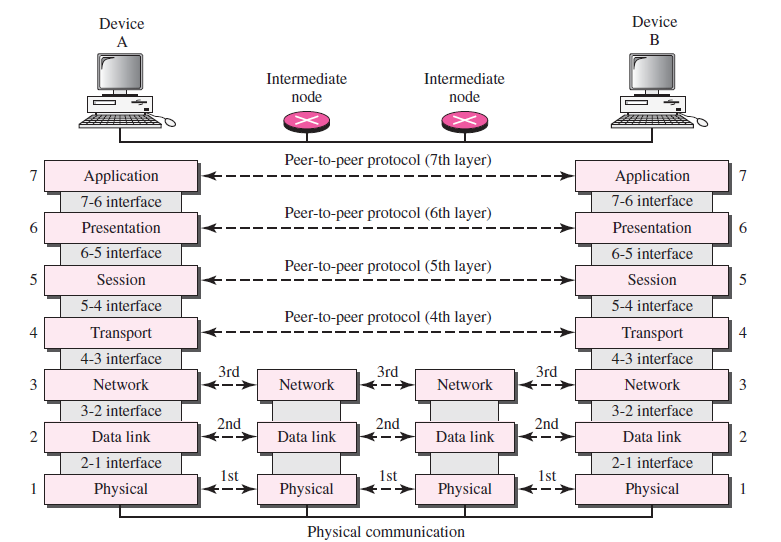 Device
A
Device
B
Intermediate
node
Intermediate
node
Peer-to-peer protocol (7th layer)
7 Application Application 7
7-6 interface 7-6 interface
Peer-to-peer protocol (6th layer)
6 Presentation Presentation 6
6-5 interface 6-5 interface
Peer-to-peer protocol (5th layer)
5 Session Session 5
5-4 interface 5-4 interface
Peer-to-peer protocol (4th layer)
4 Transport Transport 4
4-3 interface 4-3 interface
3rd 3rd 3rd
3 Network Network Network Network 3
3-2 interface 3-2 interface
2nd 2nd 2nd
2 Data link Data link Data link Data link 2
2-1 interface 2-1 interface
1st 1st 1st
1 Physical Physical Physical Physical 1
Physical communication